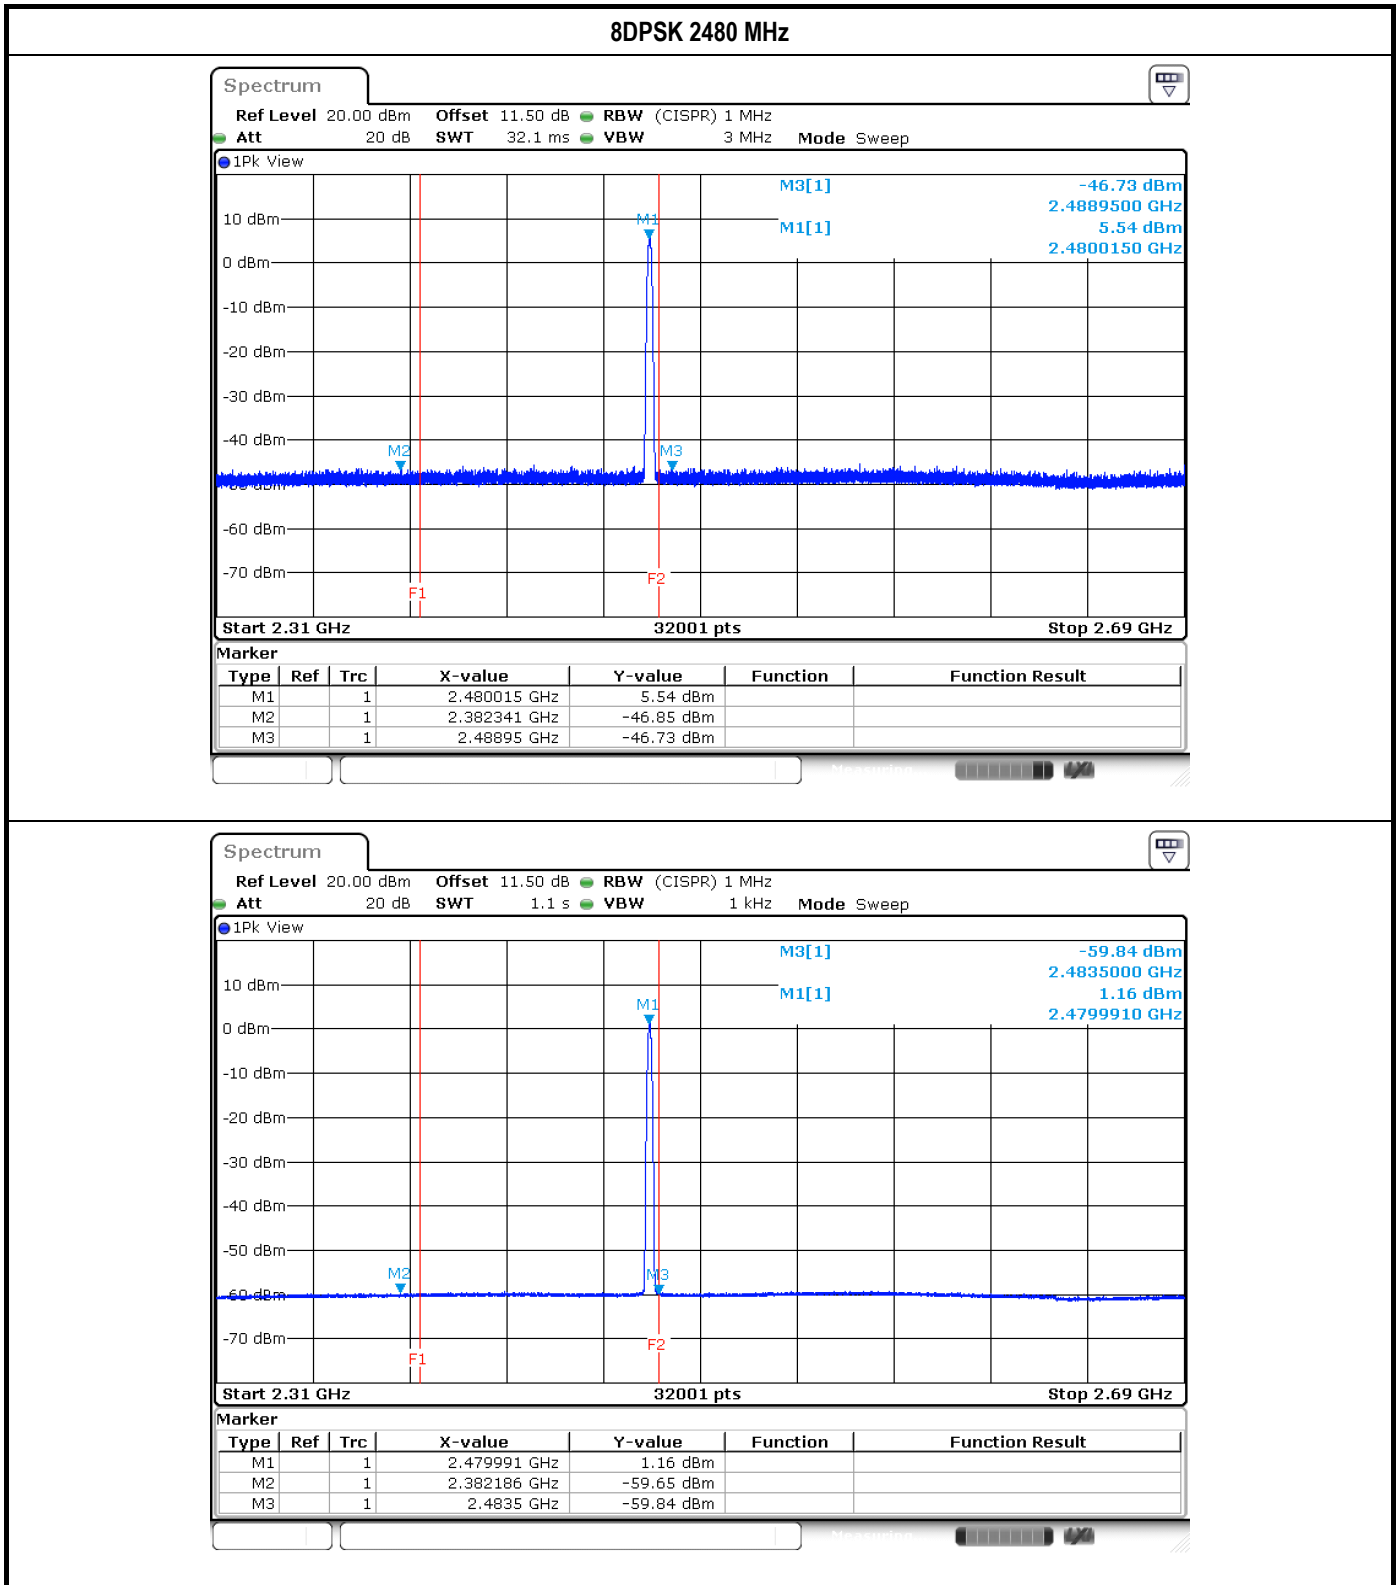 8DPSK 2480 MHz
Spectrum
Ref Level 20.00 dBm Offset 11.50 dB RBW (CISPR) 1 MHz
Att 20 dB SWT 32.1 ms VBW 3 MHz Mode Sweep
1Pk View
M3[1] -46.73 dBm
2.4889500 GHz
M1[1] 5.54 dBm
2.4800150 GHz
10 dBm
M1
0 dBm
-10 dBm
-20 dBm
-30 dBm
-40 dBm
M2 M3
-60 dBm
-70 dBm
F1 F2
Start 2.31 GHz 32001 pts Stop 2.69 GHz
Marker
Type Ref Trc X-value Y-value Function Function Result
M1 1 2.480015 GHz 5.54 dBm
M2 1 2.382341 GHz -46.85 dBm
M3 1 2.48895 GHz -46.73 dBm
Measuring
Spectrum
Ref Level 20.00 dBm Offset 11.50 dB RBW (CISPR) 1 MHz
Att 20 dB SWT 1.1 s VBW 1 kHz Mode Sweep
1Pk View
M3[1] -59.84 dBm
2.4835000 GHz
M1[1] 1.16 dBm
2.4799910 GHz
10 dBm
M1
0 dBm
-10 dBm
-20 dBm
-30 dBm
-40 dBm
-50 dBm
M2 M3
-60 dBm
-70 dBm
F1 F2
Start 2.31 GHz 32001 pts Stop 2.69 GHz
Marker
Type Ref Trc X-value Y-value Function Function Result
M1 1 2.479991 GHz 1.16 dBm
M2 1 2.382186 GHz -59.65 dBm
M3 1 2.4835 GHz -59.84 dBm
Measuring